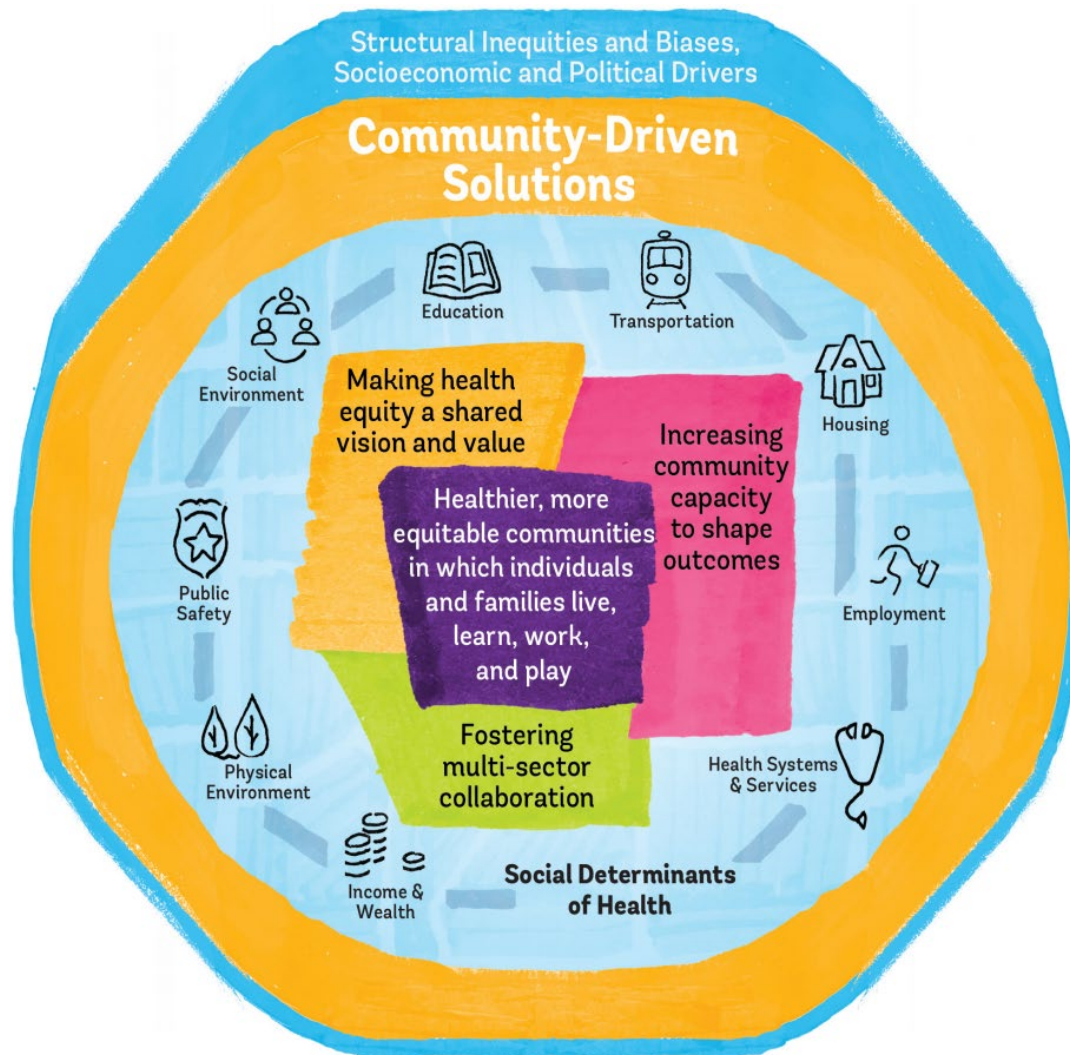 Structural Inequities and Biases,
Socioeconomic and Political Drivers
Community-Driven
Solutions
Education
Transportation
Social
Environment
Housing
Making health
equity a shared
vision and value
Increasing
community
capacity
to shape
outcomes
Healthier, more
equitable communities
in which individuals
and families live,
learn, work,
and play
Public
Safety
Employment
Physical
Environment
Fostering
multi-sector
collaboration
Health Systems
& Services
Income &
Wealth
Social Determinants
of Health